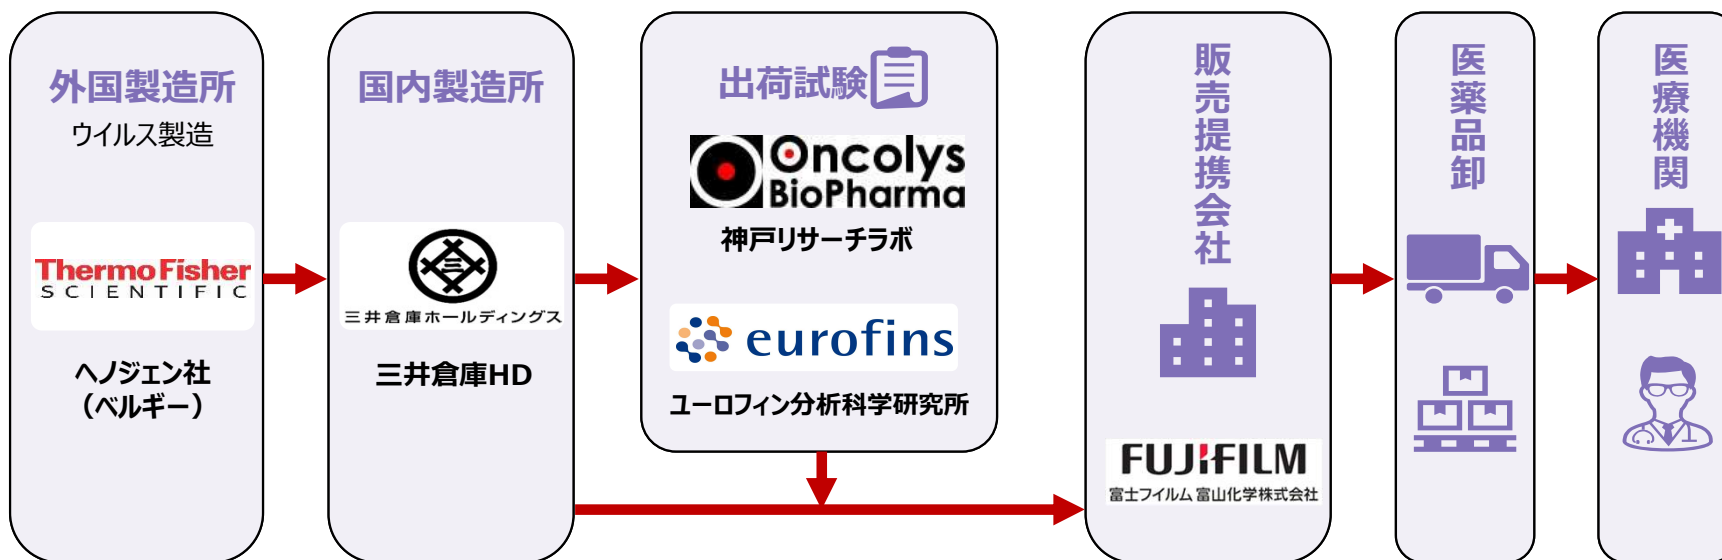 外国製造所
ウイルス製造
ThermoFisher
SCIENTIFIC
ヘノジェン社
（ベルギー）
国内製造所
三
三井倉庫ホールディングス
三井倉庫HD
出荷試験
Oncolys
BioPharma
神戸リサーチラボ
eurofins
ユーロフィン分析科学研究所
販売提携会社
FUJIFILM
富士フイルム 富山化学株式会社
医薬品卸
医療機関